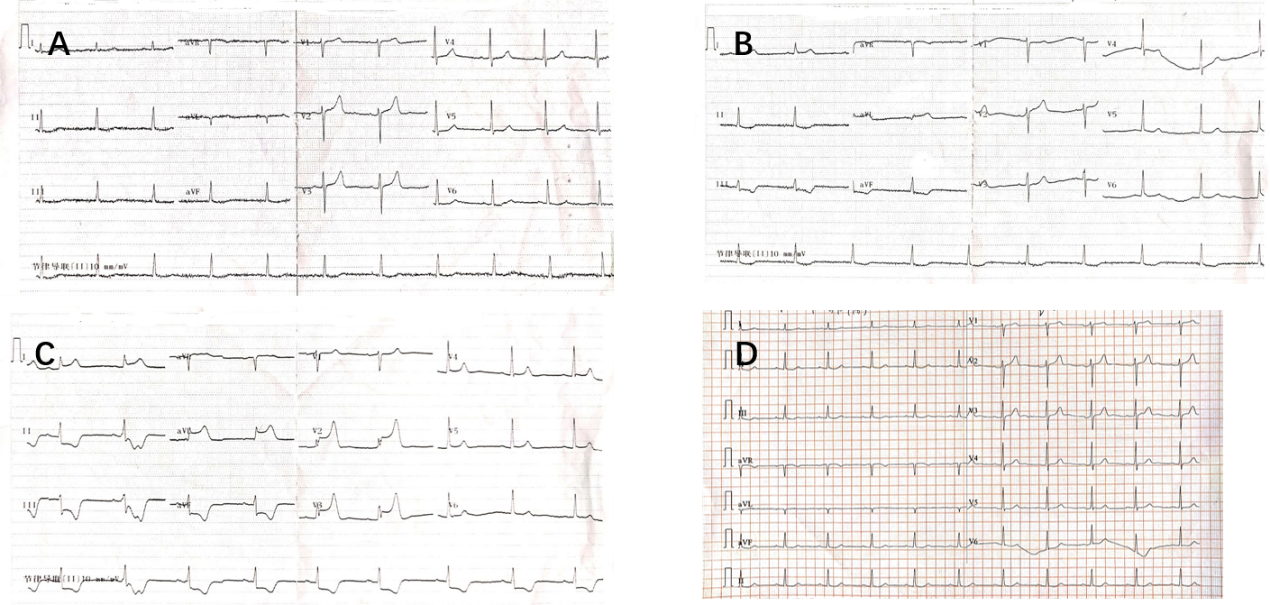 A
I
aVR
V1
V4
II
aVL
V2
V5
III
aVF
V3
V6
节律导联[II]10 mm/mV
B
aVR
V1
V4
II
aVL
V2
V5
III
aVF
V3
V6
节律导联[II]10 mm/mV
C
V4
II
aVL
V2
V5
III
aVF
V3
V6
节律导联[II]10 mm/mV
D
V1
V2
III
V3
aVR
V4
aVL
V5
aVF
V6
II